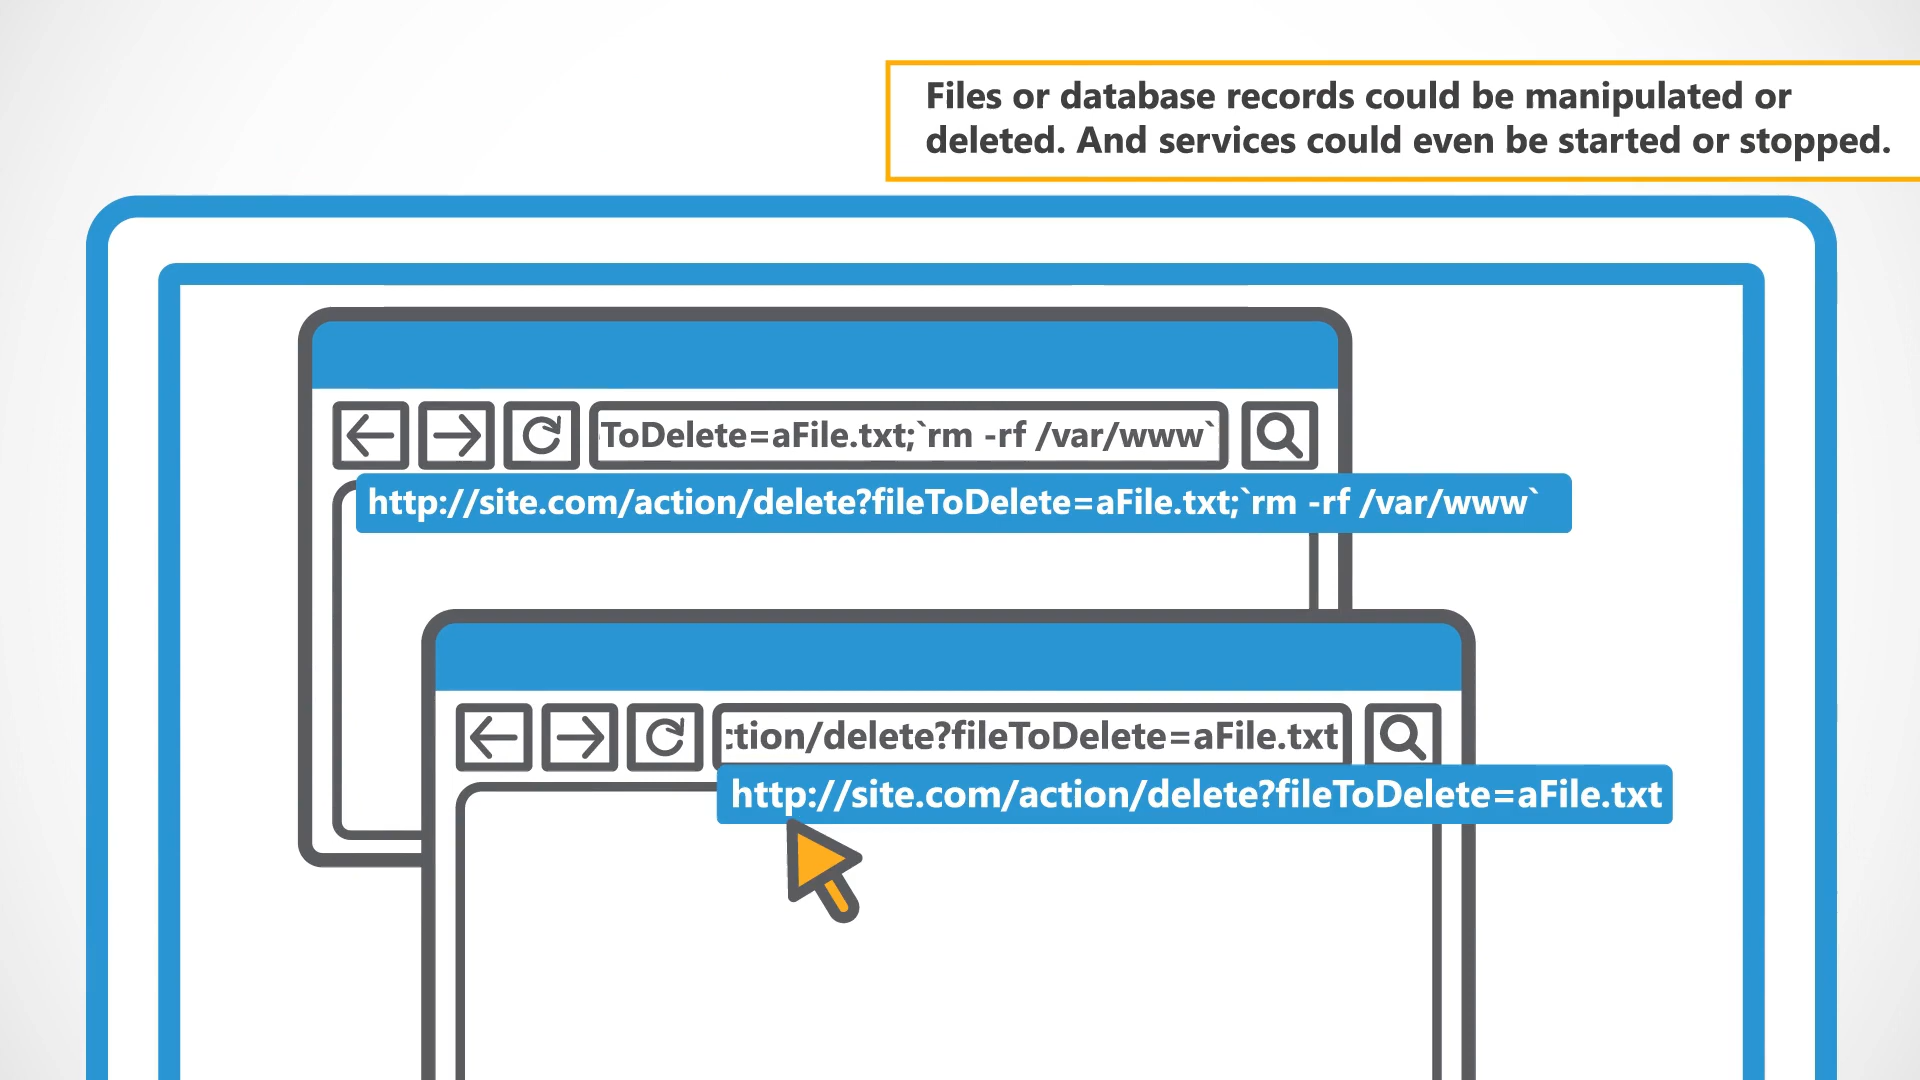 Files or database records could be manipulated or
deleted. And services could even be started or stopped.
ToDelete=aFile.txt;`rm -rf /var/www`
http://site.com/action/delete?fileToDelete=aFile.txt;`rm -rf /var/www`
tion/delete?fileToDelete=aFile.txt
http://site.com/action/delete?fileToDelete=aFile.txt